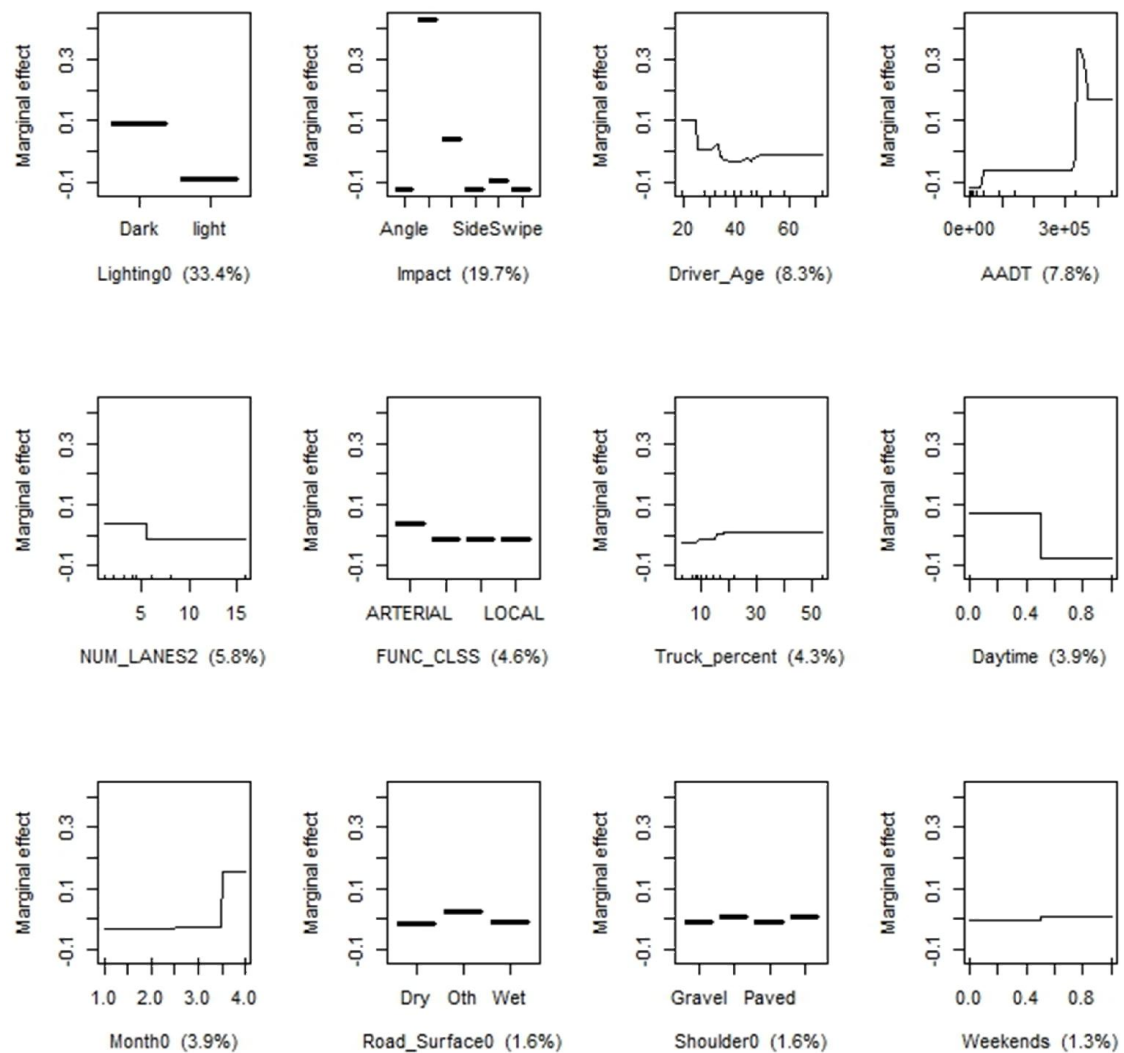 Marginal effect
0.3
0.1
-0.1
Dark light
Lighting0 (33.4%)
Marginal effect
0.3
0.1
-0.1
Angle SideSwipe
Impact (19.7%)
Marginal effect
0.3
0.1
-0.1
20 40 60
Driver_Age (8.3%)
Marginal effect
0.3
0.1
-0.1
0e+00 3e+05
AADT (7.8%)
Marginal effect
0.3
0.1
-0.1
5 10 15
NUM_LANES2 (5.8%)
Marginal effect
0.3
0.1
-0.1
ARTERIAL LOCAL
FUNC_CLSS (4.6%)
Marginal effect
0.3
0.1
-0.1
10 30 50
Truck_percent (4.3%)
Marginal effect
0.3
0.1
-0.1
0.0 0.4 0.8
Daytime (3.9%)
Marginal effect
0.3
0.1
-0.1
1.0 2.0 3.0 4.0
Month0 (3.9%)
Marginal effect
0.3
0.1
-0.1
Dry Oth Wet
Road_Surface0 (1.6%)
Marginal effect
0.3
0.1
-0.1
Gravel Paved
Shoulder0 (1.6%)
Marginal effect
0.3
0.1
-0.1
0.0 0.4 0.8
Weekends (1.3%)